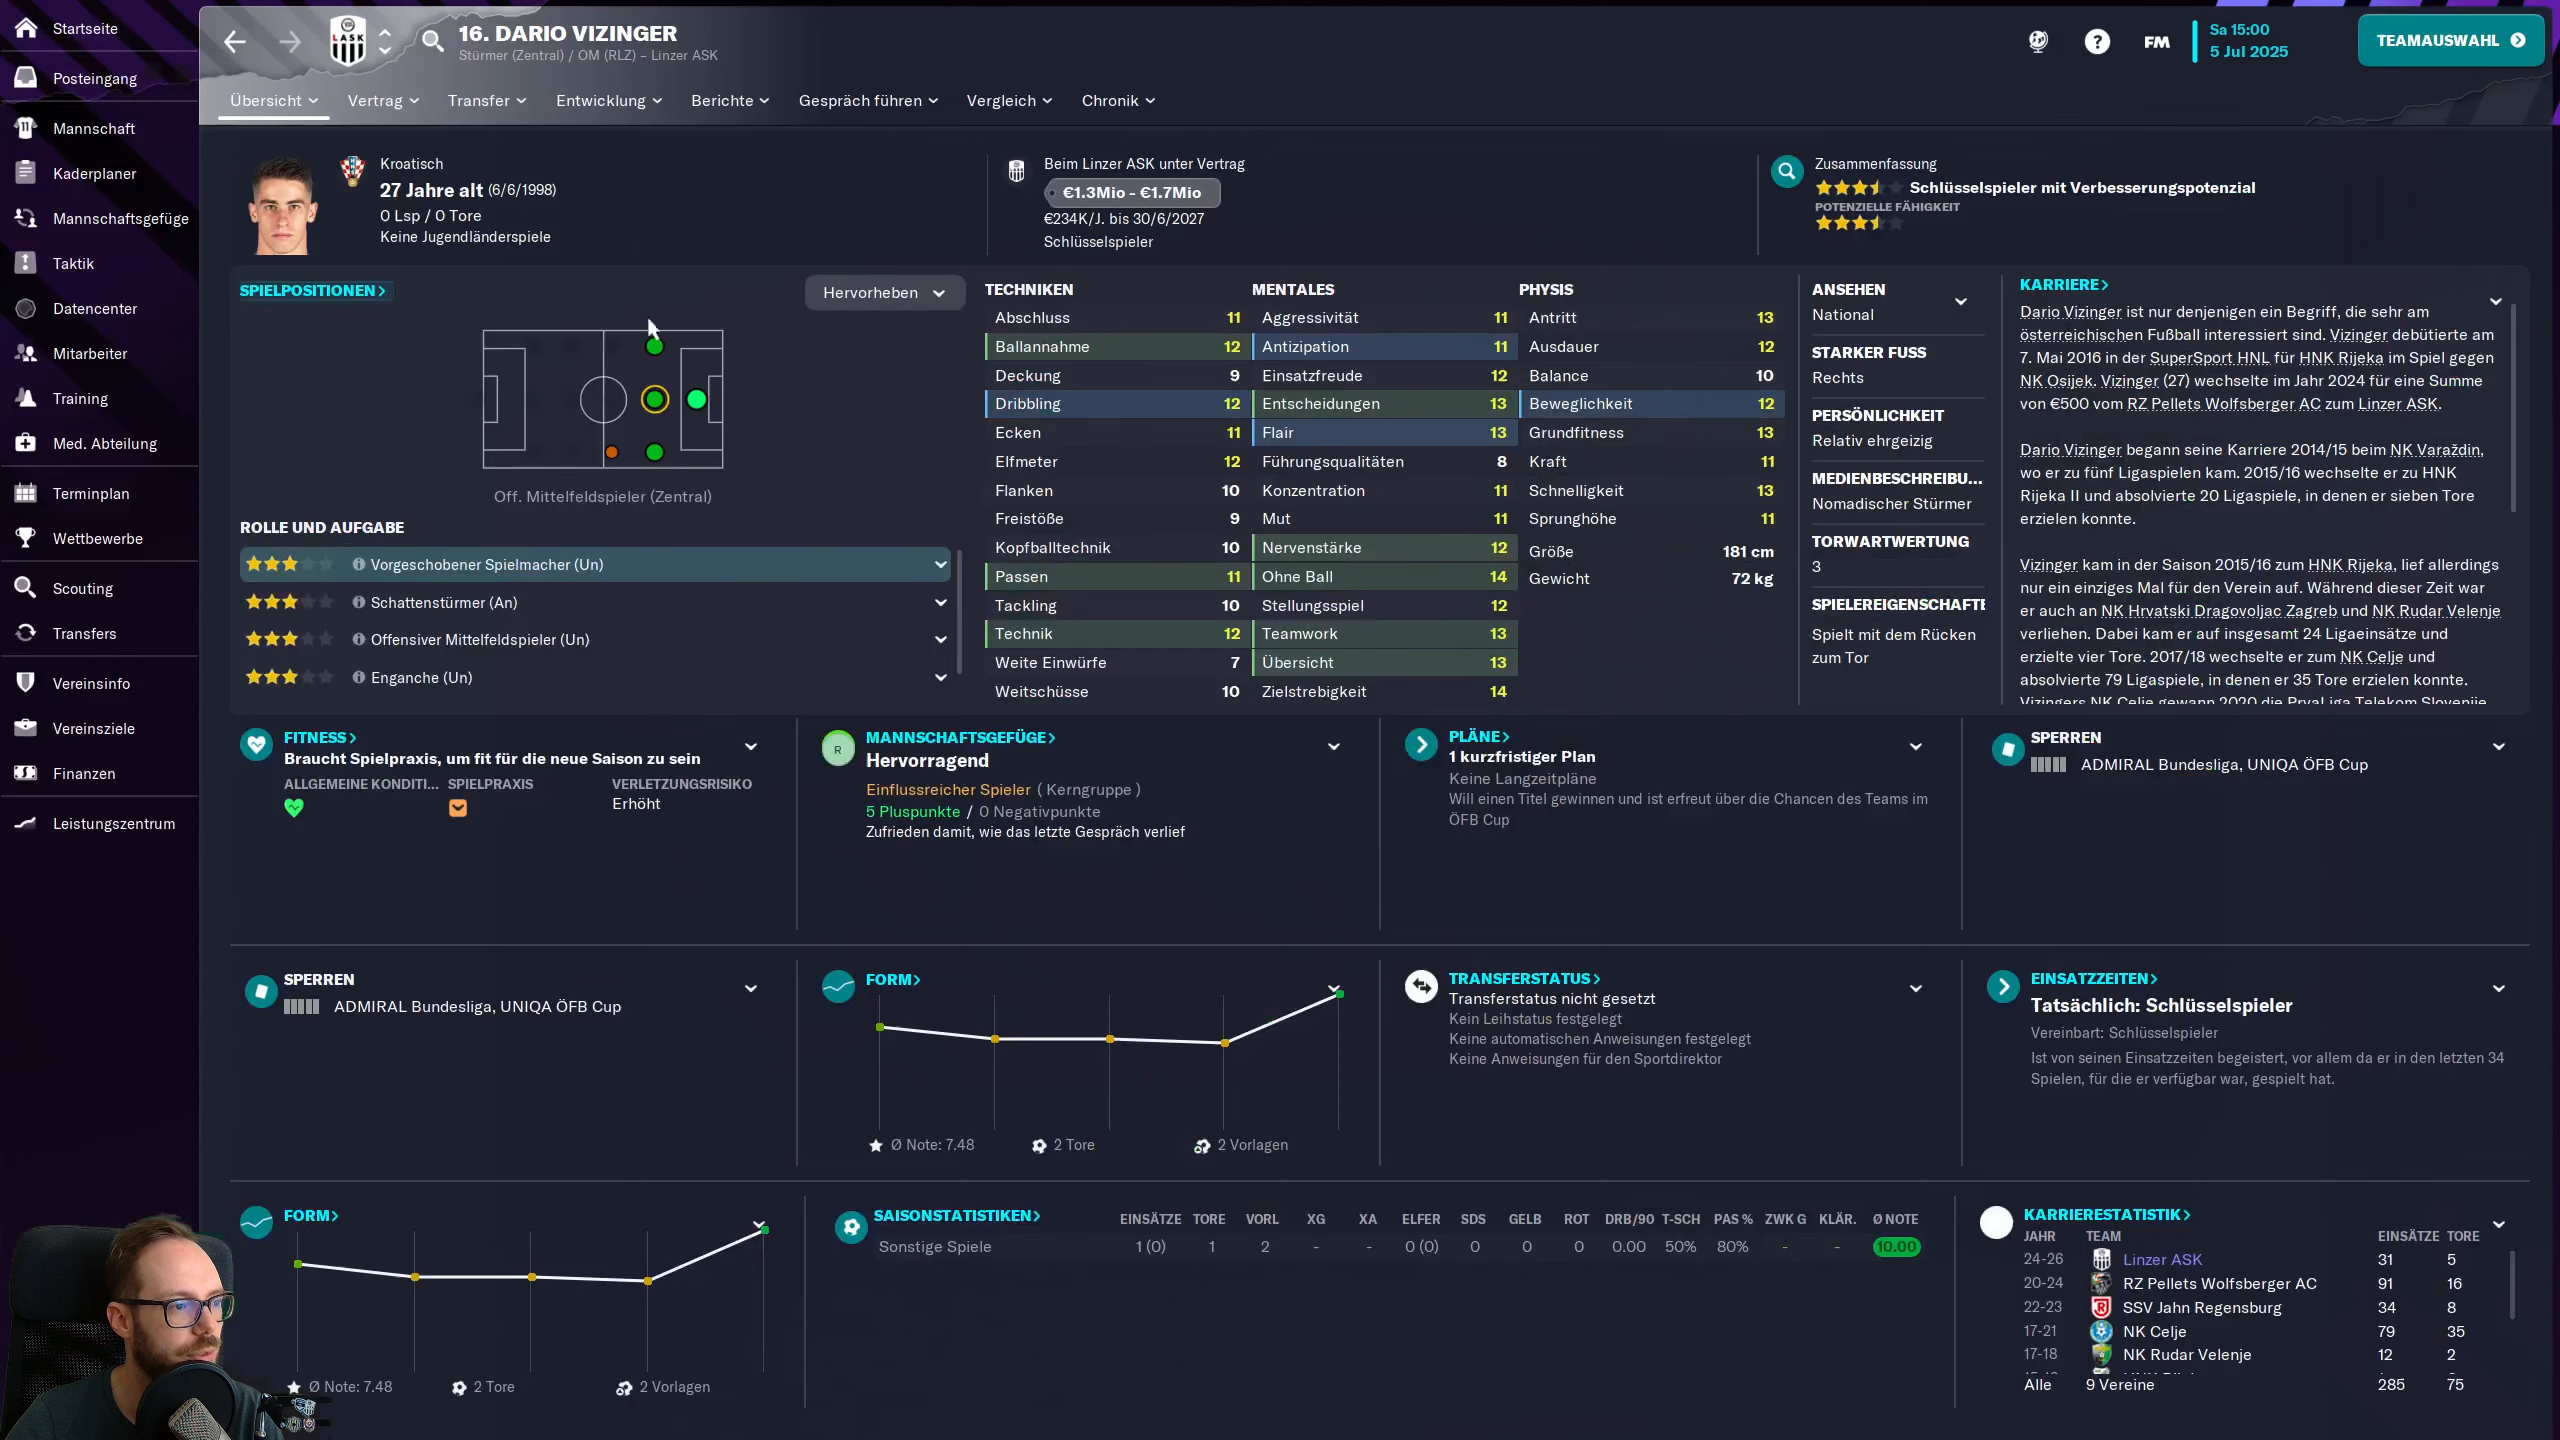 Startseite
Posteingang
Mannschaft
Kaderplaner
Mannschaftsgefüge
Taktik
Datencenter
Mitarbeiter
Training
Med. Abteilung
Terminplan
Wettbewerbe
Scouting
Transfers
Vereinsinfo
Vereinsziele
Finanzen
Leistungszentrum
LASK
16. DARIO VIZINGER
Stürmer (Zentral) / OM (RLZ) – Linzer ASK
FM
Sa 15:00
5 Jul 2025
TEAMAUSWAHL
Übersicht Vertrag Transfer Entwicklung Berichte Gespräch führen Vergleich Chronik
Kroatisch
27 Jahre alt (6/6/1998)
0 Lsp / 0 Tore
Keine Jugendländerspiele
Beim Linzer ASK unter Vertrag
€1.3Mio - €1.7Mio
€234K/J. bis 30/6/2027
Schlüsselspieler
Zusammenfassung
Schlüsselspieler mit Verbesserungspotenzial
POTENZIELLE FÄHIGKEIT
SPIELPOSITIONEN
Hervorheben
Off. Mittelfeldspieler (Zentral)
ROLLE UND AUFGABE
Vorgeschobener Spielmacher (Un)
Schattenstürmer (An)
Offensiver Mittelfeldspieler (Un)
Enganche (Un)
TECHNIKEN
Abschluss 11
Ballannahme 12
Deckung 9
Dribbling 12
Ecken 11
Elfmeter 12
Flanken 10
Freistöße 9
Kopfballtechnik 10
Passen 11
Tackling 10
Technik 12
Weite Einwürfe 7
Weitschüsse 10
MENTALES
Aggressivität 11
Antizipation 11
Einsatzfreude 12
Entscheidungen 13
Flair 13
Führungsqualitäten 8
Konzentration 11
Mut 11
Nervenstärke 12
Ohne Ball 14
Stellungsspiel 12
Teamwork 13
Übersicht 13
Zielstrebigkeit 14
PHYSIS
Antritt 13
Ausdauer 12
Balance 10
Beweglichkeit 12
Grundfitness 13
Kraft 11
Schnelligkeit 13
Sprunghöhe 11
Größe 181 cm
Gewicht 72 kg
ANSEHEN
National
STARKER FUSS
Rechts
PERSÖNLICHKEIT
Relativ ehrgeizig
MEDIENBESCHREIBU...
Nomadischer Stürmer
TORWARTWERTUNG
3
SPIELEREIGENSCHAFTE
Spielt mit dem Rücken
zum Tor
KARRIERE
Dario Vizinger ist nur denjenigen ein Begriff, die sehr am
österreichischen Fußball interessiert sind. Vizinger debütierte am
7. Mai 2016 in der SuperSport HNL für HNK Rijeka im Spiel gegen
NK Osijek. Vizinger (27) wechselte im Jahr 2024 für eine Summe
von €500 vom RZ Pellets Wolfsberger AC zum Linzer ASK.
Dario Vizinger begann seine Karriere 2014/15 beim NK Varaždin,
wo er zu fünf Ligaspielen kam. 2015/16 wechselte er zu HNK
Rijeka II und absolvierte 20 Ligaspiele, in denen er sieben Tore
erzielen konnte.
Vizinger kam in der Saison 2015/16 zum HNK Rijeka, lief allerdings
nur ein einziges Mal für den Verein auf. Während dieser Zeit war
er auch an NK Hrvatski Dragovoljac Zagreb und NK Rudar Velenje
verliehen. Dabei kam er auf insgesamt 24 Ligaeinsätze und
erzielte vier Tore. 2017/18 wechselte er zum NK Celje und
absolvierte 79 Ligaspiele, in denen er 35 Tore erzielen konnte.
Vizingers NK Celje gewann 2020 die PrvaLiga Telekom Slovenije
FITNESS
Braucht Spielpraxis, um fit für die neue Saison zu sein
ALLGEMEINE KONDITI... SPIELPRAXIS VERLETZUNGSRISIKO
Erhöht
R
MANNSCHAFTSGEFÜGE
Hervorragend
Einflussreicher Spieler ( Kerngruppe )
5 Pluspunkte / 0 Negativpunkte
Zufrieden damit, wie das letzte Gespräch verlief
PLÄNE
1 kurzfristiger Plan
Keine Langzeitpläne
Will einen Titel gewinnen und ist erfreut über die Chancen des Teams im
ÖFB Cup
SPERREN
ADMIRAL Bundesliga, UNIQA ÖFB Cup
SPERREN
ADMIRAL Bundesliga, UNIQA ÖFB Cup
FORM
Ø Note: 7.48 2 Tore 2 Vorlagen
TRANSFERSTATUS
Transferstatus nicht gesetzt
Kein Leihstatus festgelegt
Keine automatischen Anweisungen festgelegt
Keine Anweisungen für den Sportdirektor
EINSATZZEITEN
Tatsächlich: Schlüsselspieler
Vereinbart: Schlüsselspieler
Ist von seinen Einsatzzeiten begeistert, vor allem da er in den letzten 34
Spielen, für die er verfügbar war, gespielt hat.
FORM
Ø Note: 7.48 2 Tore 2 Vorlagen
SAISONSTATISTIKEN EINSÄTZE TORE VORL XG XA ELFER SDS GELB ROT DRB/90 T-SCH PAS % ZWK G KLÄR. Ø NOTE
Sonstige Spiele 1 (0) 1 2 - - 0 (0) 0 0 0 0.00 50% 80% - - 10.00
KARRIERESTATISTIK
JAHR TEAM EINSÄTZE TORE
24-26 Linzer ASK 31 5
20-24 RZ Pellets Wolfsberger AC 91 16
22-23 SSV Jahn Regensburg 34 8
17-21 NK Celje 79 35
17-18 NK Rudar Velenje 12 2
Alle 9 Vereine 285 75